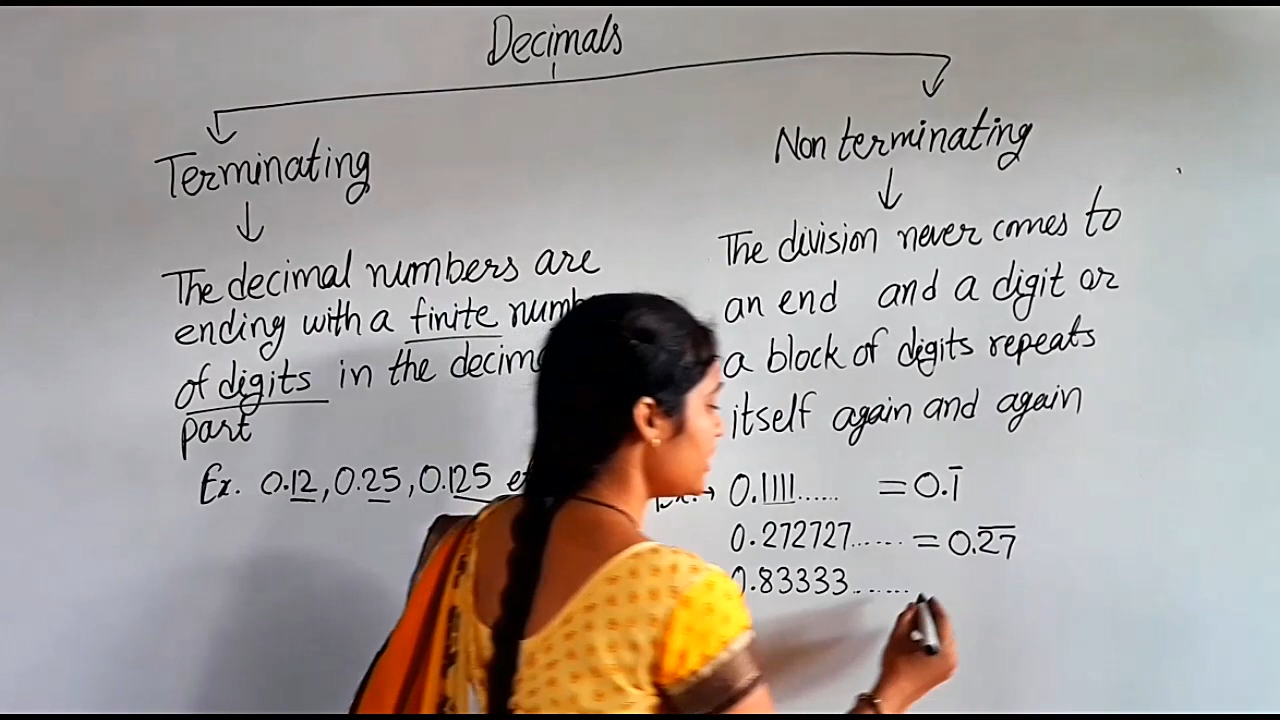 Decimals
Terminating
Non terminating
The decimal numbers are
ending with a finite
of digits in the
part
Ex. 0.12, 0.25, 0.125
The division never comes to
an end and a digit or
a block of digits repeats
itself again and again
0.1111...... = 0.1̅
0.272727...... = 0.2̅7̅
0.83333......